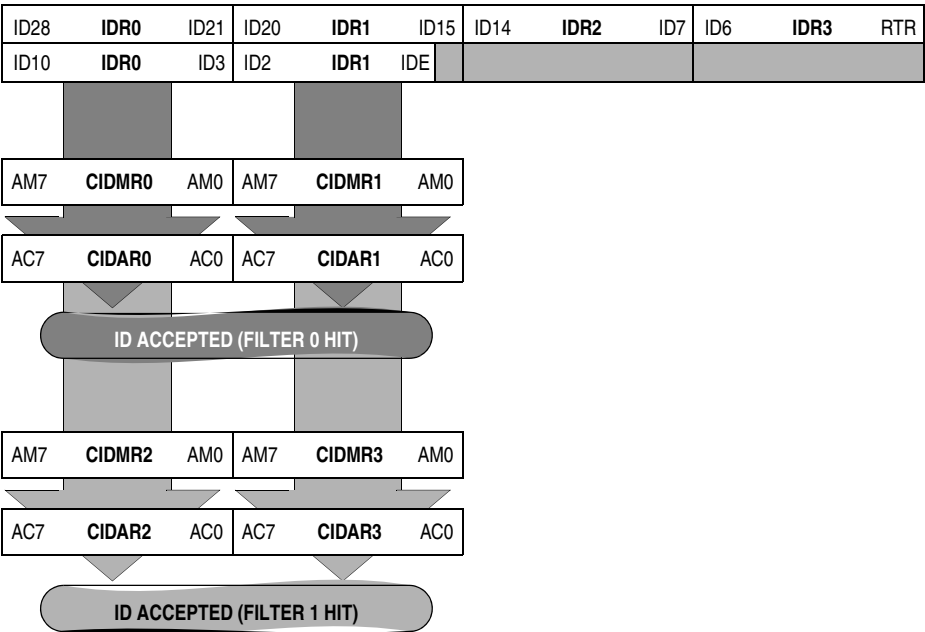 ID28 IDR0 ID21 ID20 IDR1 ID15 ID14 IDR2 ID7 ID6 IDR3 RTR
ID10 IDR0 ID3 ID2 IDR1 IDE
AM7 CIDMR0 AM0 AM7 CIDMR1 AM0
AC7 CIDAR0 AC0 AC7 CIDAR1 AC0
ID ACCEPTED (FILTER 0 HIT)
AM7 CIDMR2 AM0 AM7 CIDMR3 AM0
AC7 CIDAR2 AC0 AC7 CIDAR3 AC0
ID ACCEPTED (FILTER 1 HIT)